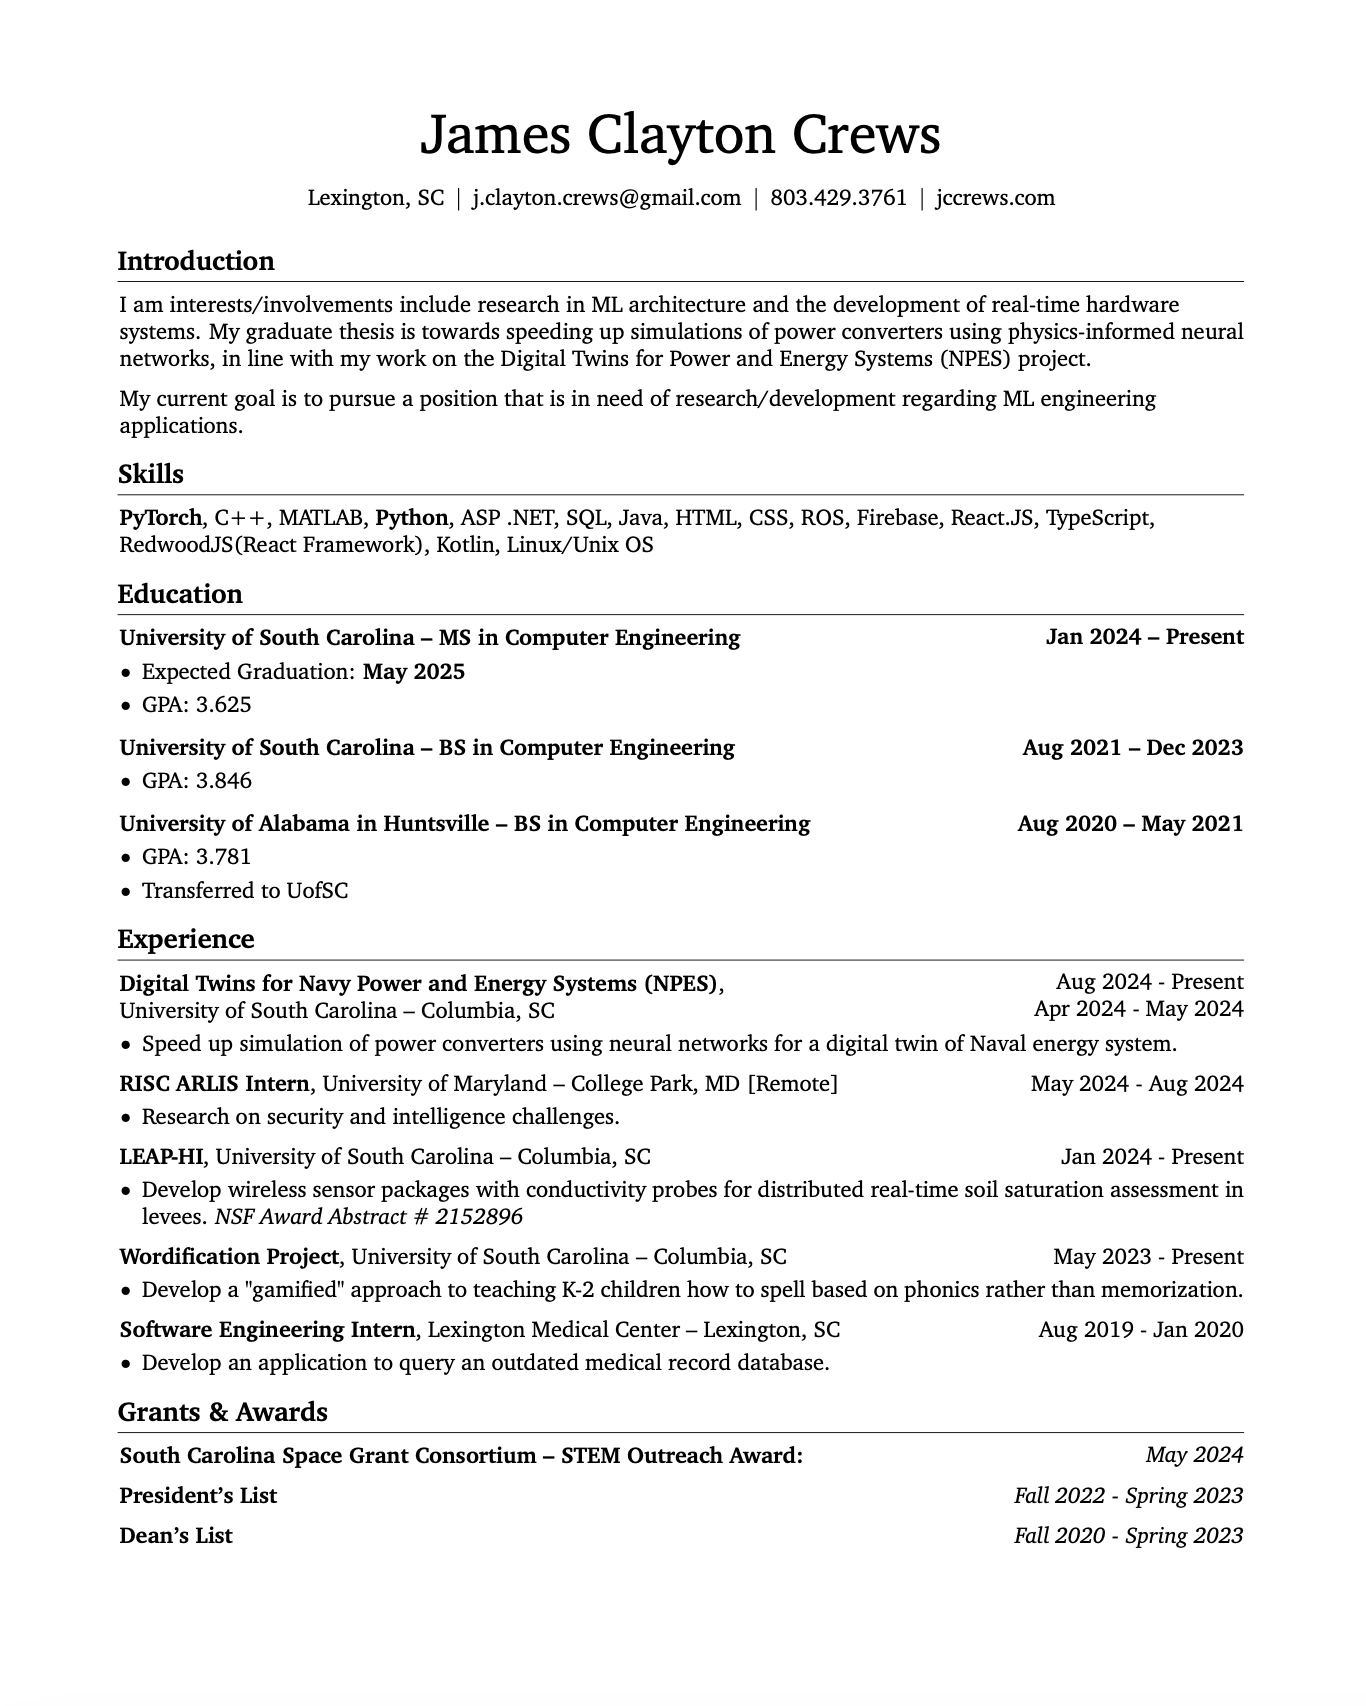 James Clayton Crews
Lexington, SC | j.clayton.crews@gmail.com | 803.429.3761 | jccrews.com
Introduction
I am interests/involvements include research in ML architecture and the development of real-time hardware
systems. My graduate thesis is towards speeding up simulations of power converters using physics-informed neural
networks, in line with my work on the Digital Twins for Power and Energy Systems (NPES) project.
My current goal is to pursue a position that is in need of research/development regarding ML engineering
applications.
Skills
PyTorch, C++, MATLAB, Python, ASP .NET, SQL, Java, HTML, CSS, ROS, Firebase, React.JS, TypeScript,
RedwoodJS(React Framework), Kotlin, Linux/Unix OS
Education
University of South Carolina – MS in Computer Engineering Jan 2024 – Present
• Expected Graduation: May 2025
• GPA: 3.625
University of South Carolina – BS in Computer Engineering Aug 2021 – Dec 2023
• GPA: 3.846
University of Alabama in Huntsville – BS in Computer Engineering Aug 2020 – May 2021
• GPA: 3.781
• Transferred to UofSC
Experience
Digital Twins for Navy Power and Energy Systems (NPES), Aug 2024 - Present
University of South Carolina – Columbia, SC Apr 2024 - May 2024
• Speed up simulation of power converters using neural networks for a digital twin of Naval energy system.
RISC ARLIS Intern, University of Maryland – College Park, MD [Remote] May 2024 - Aug 2024
• Research on security and intelligence challenges.
LEAP-HI, University of South Carolina – Columbia, SC Jan 2024 - Present
• Develop wireless sensor packages with conductivity probes for distributed real-time soil saturation assessment in
levees. NSF Award Abstract # 2152896
Wordification Project, University of South Carolina – Columbia, SC May 2023 - Present
• Develop a "gamified" approach to teaching K-2 children how to spell based on phonics rather than memorization.
Software Engineering Intern, Lexington Medical Center – Lexington, SC Aug 2019 - Jan 2020
• Develop an application to query an outdated medical record database.
Grants & Awards
South Carolina Space Grant Consortium – STEM Outreach Award: May 2024
President’s List Fall 2022 - Spring 2023
Dean’s List Fall 2020 - Spring 2023